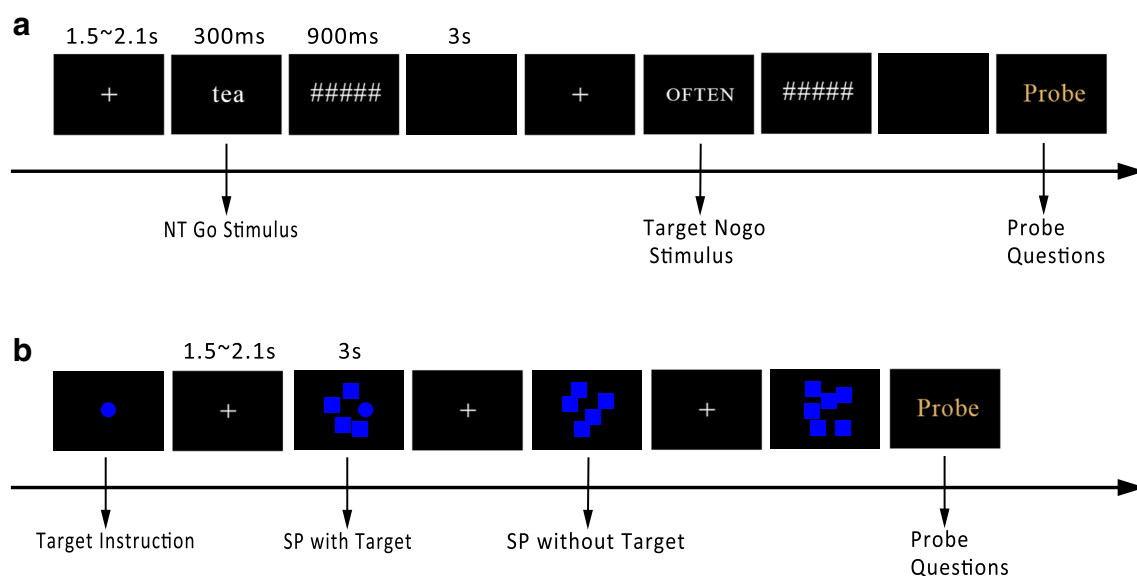 a
1.5~2.1s 300ms 900ms 3s
+ tea ##### + OFTEN ##### Probe
NT Go Stimulus
Target Nogo
Stimulus
Probe
Questions
b
1.5~2.1s 3s
+ + + Probe
Target Instruction
SP with Target
SP without Target
Probe
Questions